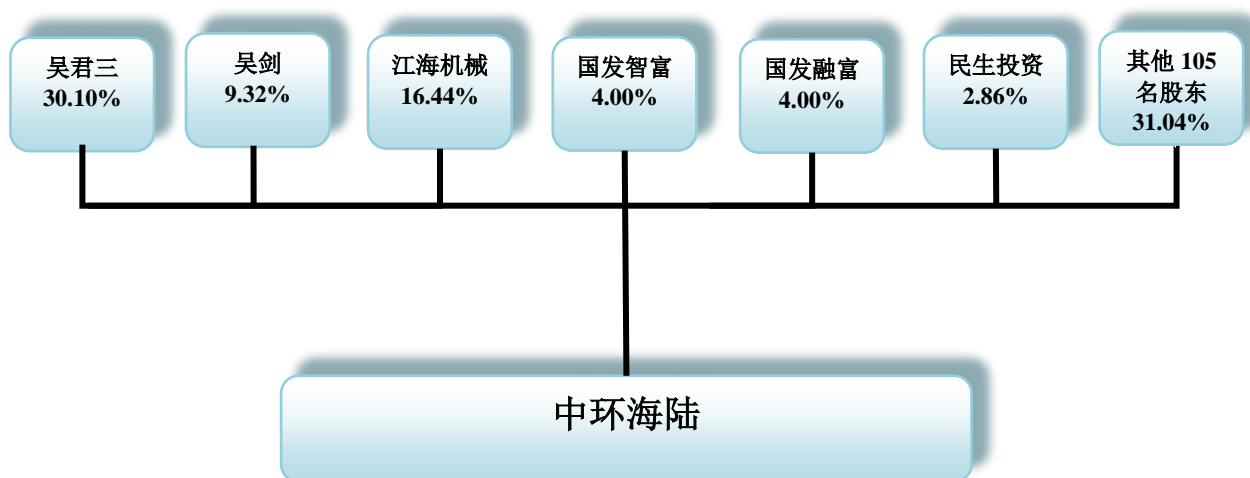 吴君三
30.10%
吴剑
9.32%
江海机械
16.44%
国发智富
4.00%
国发融富
4.00%
民生投资
2.86%
其他 105
名股东
31.04%
中环海陆